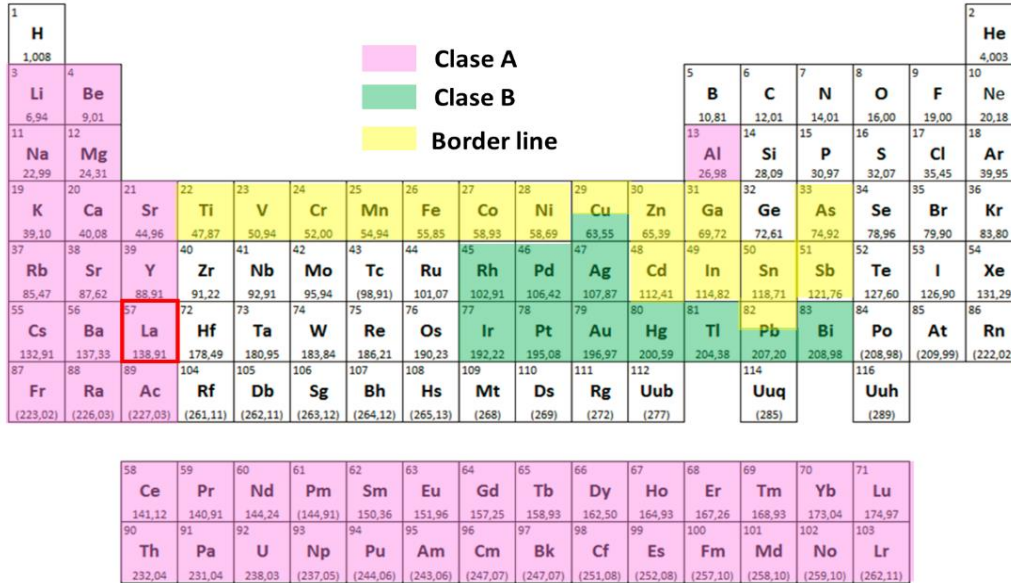 1 2
H He
1,008 4,003
Clase A
3 4 5 6 7 8 9 10
Li Be B C N O F Ne
6,94 9,01 Clase B 10,81 12,01 14,01 16,00 19,00 20,18
11 12 13 14 15 16 17 18
Na Mg Border line Al Si P S Cl Ar
22,99 24,31 26,98 28,09 30,97 32,07 35,45 39,95
19 20 21 22 23 24 25 26 27 28 29 30 31 32 33 34 35 36
K Ca Sr Ti V Cr Mn Fe Co Ni Cu Zn Ga Ge As Se Br Kr
39,10 40,08 44,96 47,87 50,94 52,00 54,94 55,85 58,93 58,69 63,55 65,39 69,72 72,61 74,92 78,96 79,90 83,80
37 38 39 40 41 42 43 44 45 46 47 48 49 50 51 52 53 54
Rb Sr Y Zr Nb Mo Tc Ru Rh Pd Ag Cd In Sn Sb Te I Xe
85,47 87,62 88,91 91,22 92,91 95,94 (98,91) 101,07 102,91 106,42 107,87 112,41 114,82 118,71 121,76 127,60 126,90 131,29
55 56 57 72 73 74 75 76 77 78 79 80 81 82 83 84 85 86
Cs Ba La Hf Ta W Re Os Ir Pt Au Hg Tl Pb Bi Po At Rn
132,91 137,33 138,91 178,49 180,95 183,84 186,21 190,23 192,22 195,08 196,97 200,59 204,38 207,20 208,98 (208,98) (209,99) (222,02)
87 88 89 104 105 106 107 108 109 110 111 112 114 116
Fr Ra Ac Rf Db Sg Bh Hs Mt Ds Rg Uub Uuq Uuh
(223,02) (226,03) (227,03) (261,11) (262,11) (263,12) (264,12) (265,13) (268) (269) (272) (277) (285) (289)
58 59 60 61 62 63 64 65 66 67 68 69 70 71
Ce Pr Nd Pm Sm Eu Gd Tb Dy Ho Er Tm Yb Lu
141,12 140,91 144,24 (144,91) 150,36 151,96 157,25 158,93 162,50 164,93 167,26 168,93 173,04 174,97
90 91 92 93 94 95 96 97 98 99 100 101 102 103
Th Pa U Np Pu Am Cm Bk Cf Es Fm Md No Lr
232,04 231,04 238,03 (237,05) (244,06) (243,06) (247,07) (247,07) (251,08) (252,08) (257,10) (258,10) (259,10) (262,11)